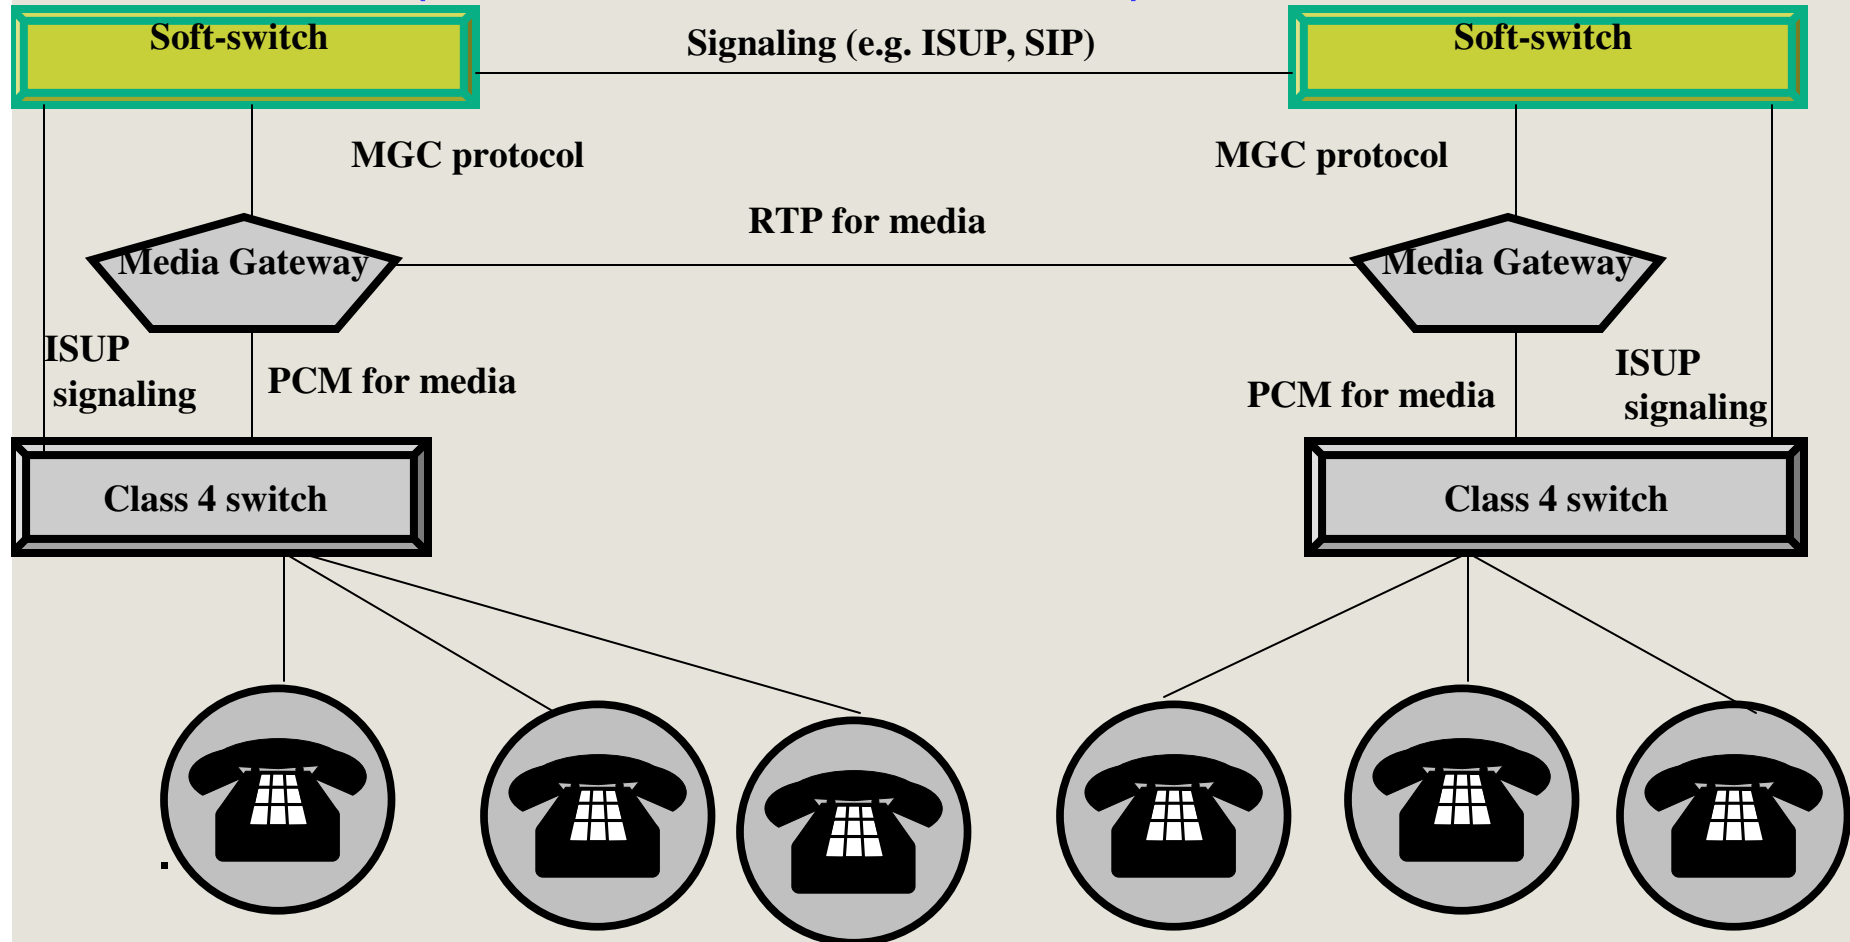 Soft-switch
Signaling (e.g. ISUP, SIP)
Soft-switch
MGC protocol
MGC protocol
RTP for media
Media Gateway
Media Gateway
ISUP
signaling
PCM for media
PCM for media
ISUP
signaling
Class 4 switch
Class 4 switch